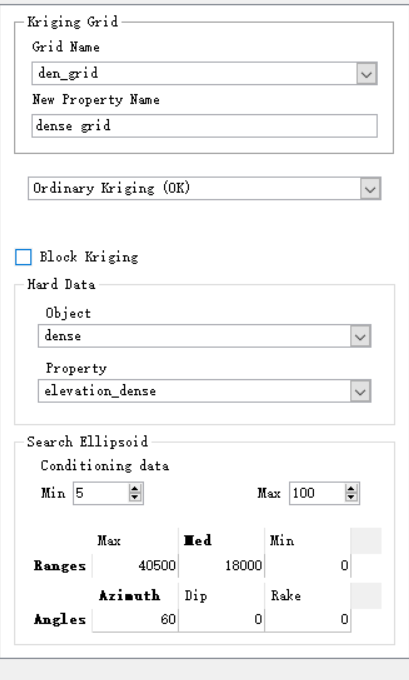 Kriging Grid
Grid Name
den_grid
New Property Name
dense grid
Ordinary Kriging (OK)
Block Kriging
Hard Data
Object
dense
Property
elevation_dense
Search Ellipsoid
Conditioning data
Min 5 Max 100
Max Med Min
Ranges 40500 18000 0
Azimuth Dip Rake
Angles 60 0 0